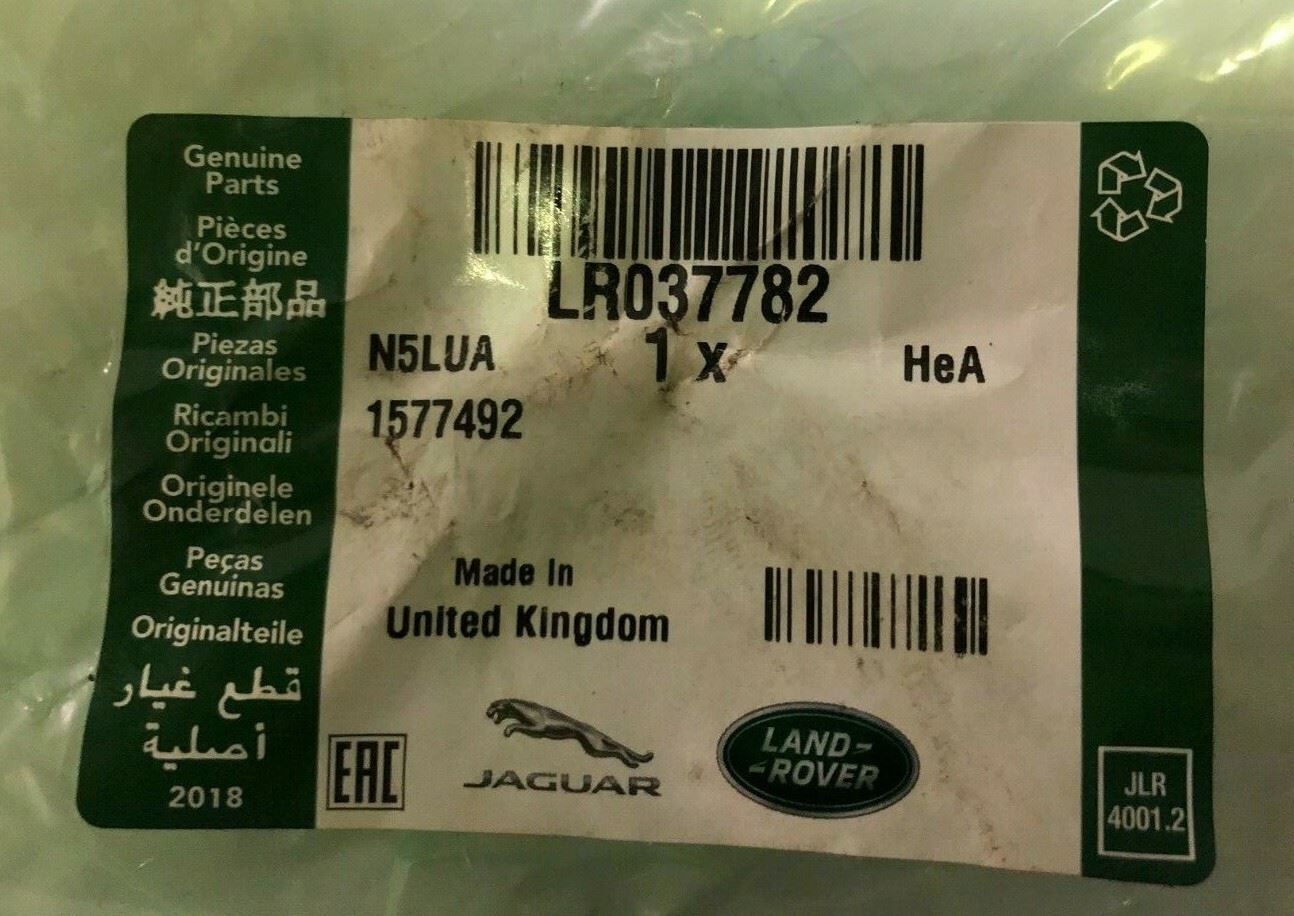 Genuine
Parts
Pièces
d'Origine
純正部品
Piezas
Originales
Ricambi
Originali
Originele
Onderdelen
Peças
Genuinas
Originalteile
قطع غيار
أصلية
2018
LR037782
N5LUA 1 x HeA
1577492
Made In
United Kingdom
EAC
JAGUAR
LAND-
-ROVER
JLR
4001.2